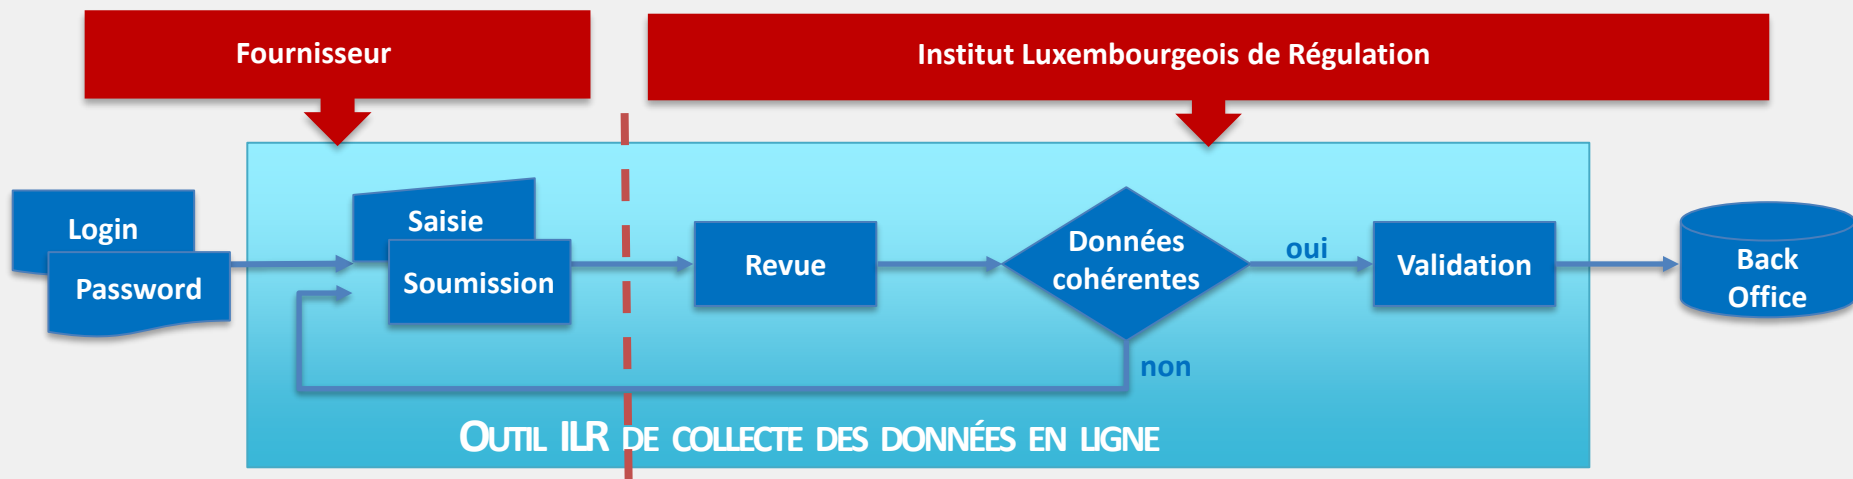 Fournisseur
Institut Luxembourgeois de Régulation
Login
Password
Saisie
Soumission
Revue
Données
cohérentes
oui
non
Validation
Back
Office
OUTIL ILR DE COLLECTE DES DONNÉES EN LIGNE